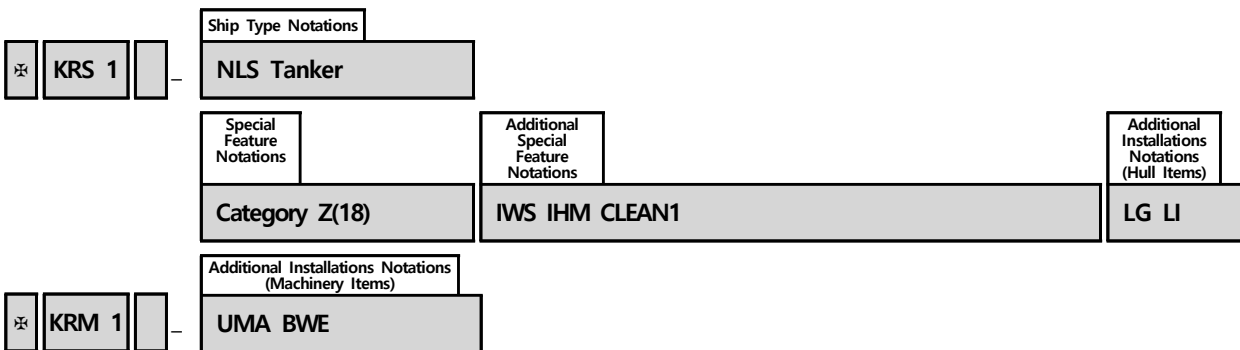 Ship Type Notations
✠ KRS 1 _ NLS Tanker
Special
Feature
Notations
Additional
Special
Feature
Notations
Additional
Installations
Notations
(Hull Items)
Category Z(18)
IWS IHM CLEAN1
LG LI
Additional Installations Notations
(Machinery Items)
✠ KRM 1 _ UMA BWE